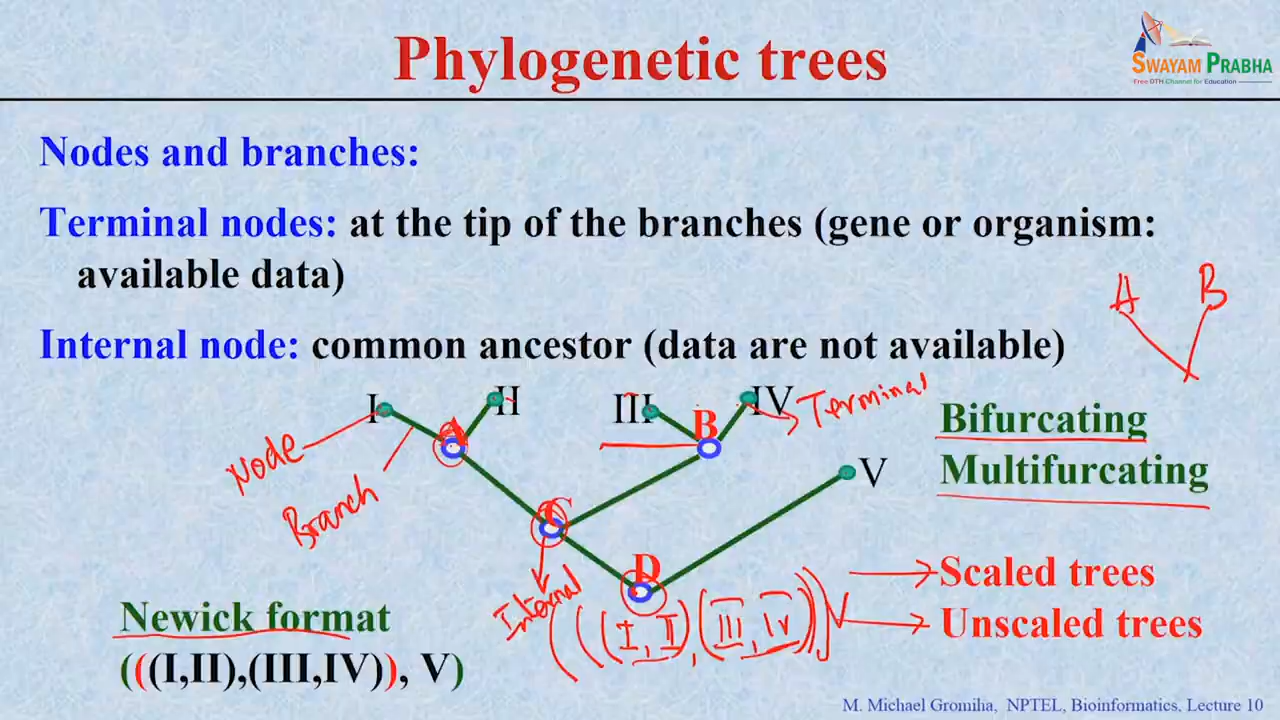 Phylogenetic trees
SWAYAM PRABHA
Free DTH Channel for Education
Nodes and branches:
Terminal nodes: at the tip of the branches (gene or organism:
available data)
A B
Internal node: common ancestor (data are not available)
I II III IV Terminal
A B
Bifurcating
Node
V Multifurcating
Branch
C
D
Scaled trees
Internal
(((I,II),(III,IV)),V
Unscaled trees
Newick format
(((I,II),(III,IV)), V)
M. Michael Gromiha, NPTEL, Bioinformatics, Lecture 10